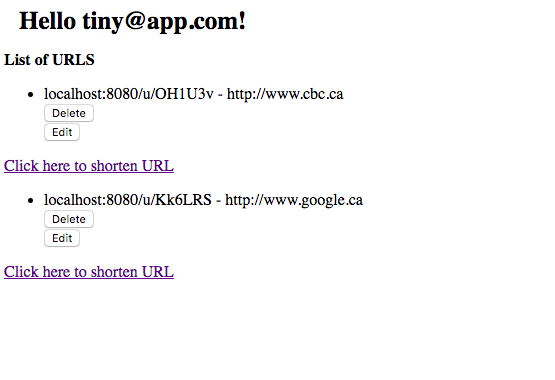 Hello tiny@app.com!
List of URLS
localhost:8080/u/OH1U3v - http://www.cbc.ca
Delete
Edit
Click here to shorten URL
localhost:8080/u/Kk6LRS - http://www.google.ca
Delete
Edit
Click here to shorten URL